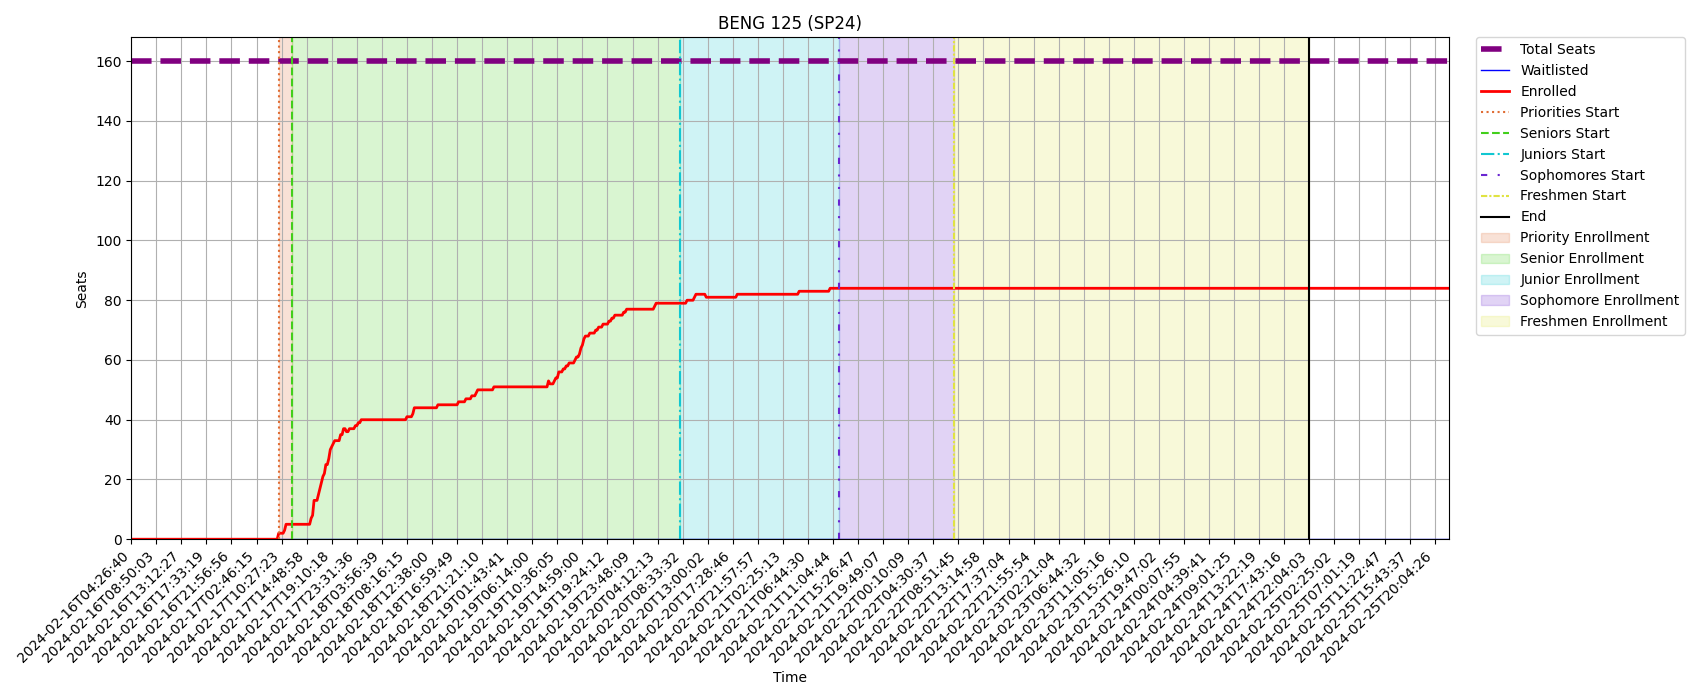 BENG 125 (SP24)
Seats
160
140
120
100
80
60
40
20
0
2024-02-16T04:26:40
2024-02-16T08:50:03
2024-02-16T13:12:27
2024-02-16T17:33:19
2024-02-16T21:56:56
2024-02-17T02:46:15
2024-02-17T10:27:23
2024-02-17T14:48:58
2024-02-17T19:10:18
2024-02-17T23:31:36
2024-02-18T03:56:39
2024-02-18T08:16:15
2024-02-18T12:38:00
2024-02-18T16:59:49
2024-02-18T21:21:10
2024-02-19T01:43:41
2024-02-19T06:14:00
2024-02-19T10:36:05
2024-02-19T14:59:00
2024-02-19T19:24:12
2024-02-19T23:48:09
2024-02-20T04:12:13
2024-02-20T08:33:32
2024-02-20T13:00:02
2024-02-20T17:28:46
2024-02-20T21:57:57
2024-02-21T02:25:13
2024-02-21T06:44:30
2024-02-21T11:04:44
2024-02-21T15:26:47
2024-02-21T19:49:07
2024-02-22T00:10:09
2024-02-22T04:30:37
2024-02-22T08:51:45
2024-02-22T13:14:58
2024-02-22T17:37:04
2024-02-22T21:55:54
2024-02-23T02:21:04
2024-02-23T06:44:32
2024-02-23T11:05:16
2024-02-23T15:26:10
2024-02-23T19:47:02
2024-02-24T00:07:55
2024-02-24T04:39:41
2024-02-24T09:01:25
2024-02-24T13:22:19
2024-02-24T17:43:16
2024-02-24T22:04:03
2024-02-25T02:25:02
2024-02-25T07:01:19
2024-02-25T11:22:47
2024-02-25T15:43:37
2024-02-25T20:04:26
Time
Total Seats
Waitlisted
Enrolled
Priorities Start
Seniors Start
Juniors Start
Sophomores Start
Freshmen Start
End
Priority Enrollment
Senior Enrollment
Junior Enrollment
Sophomore Enrollment
Freshmen Enrollment